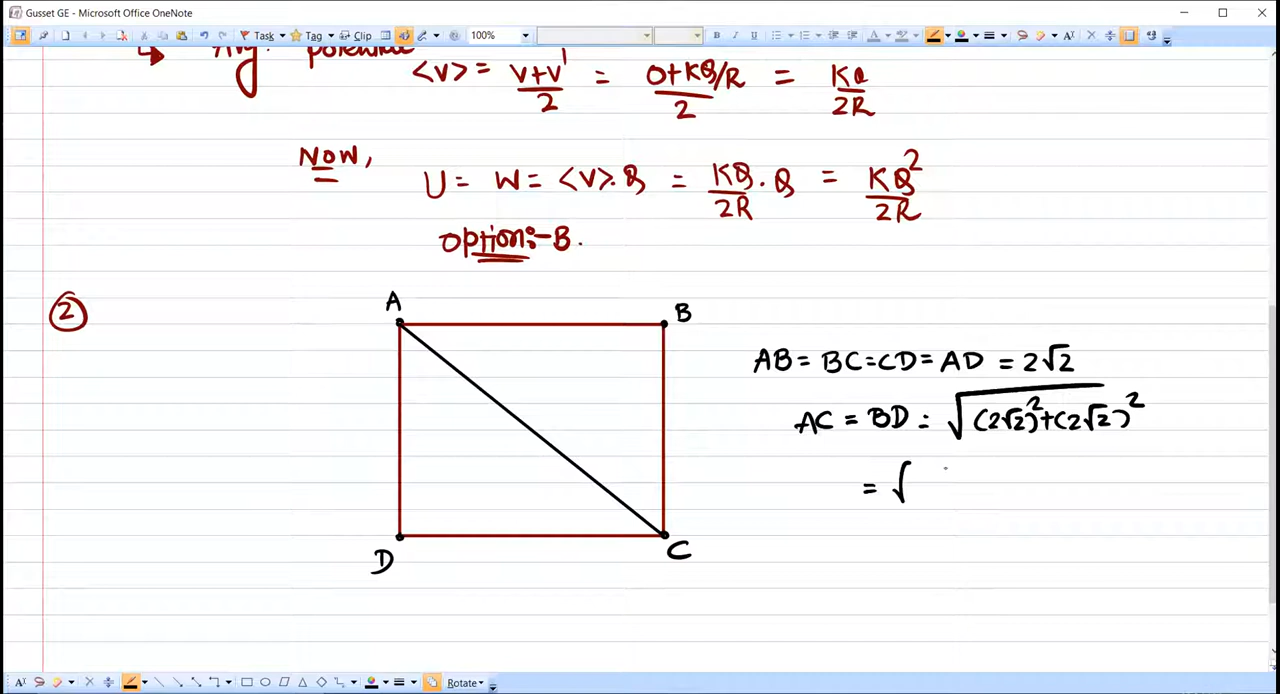 Gusset GE - Microsoft Office OneNote
Task Tag Clip 100%
Avg. potential
<V> = V+V'/2 = 0+KQ/R/2 = KQ/2R
Now,
U = W = <V>.Q = KQ/2R . Q = KQ²/2R
option:-B.
2
A
B
AB = BC = CD = AD = 2√2
AC = BD = √(2√2)²+(2√2)²
= √
D
C
Rotate